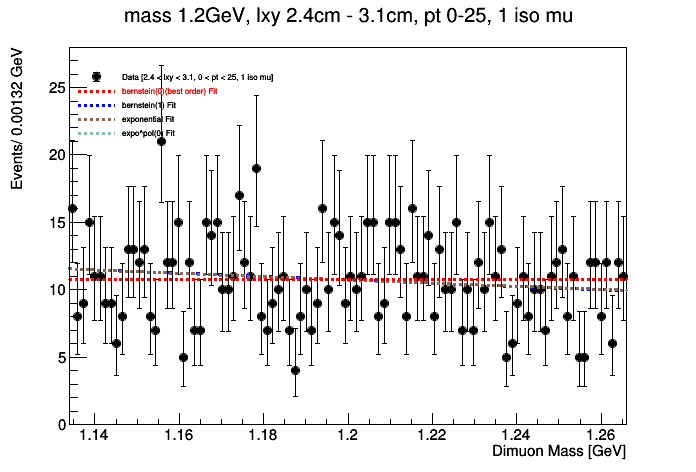 mass 1.2GeV, lxy 2.4cm - 3.1cm, pt 0-25, 1 iso mu
Events/ 0.00132 GeV
25
20
15
10
5
0
Data [2.4 < lxy < 3.1, 0 < pt < 25, 1 iso mu]
bernstein(0)(best order) Fit
bernstein(1) Fit
exponential Fit
expo^pol(0) Fit
1.14 1.16 1.18 1.2 1.22 1.24 1.26
Dimuon Mass [GeV]